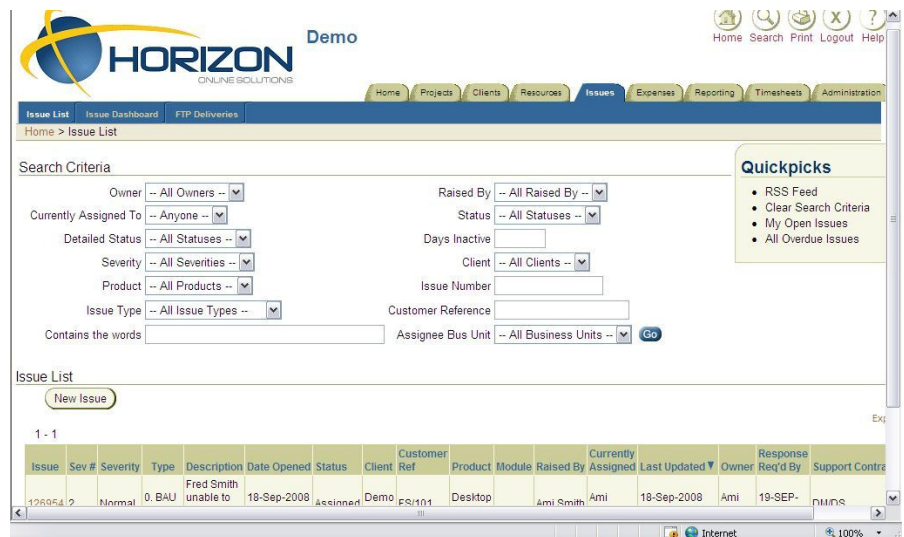 HORIZON
ONLINE SOLUTIONS
Demo
Home Search Print Logout Help
Home Projects Clients Resources Issues Expenses Reporting Timesheets Administration
Issue List Issue Dashboard FTP Deliveries
Home > Issue List
Search Criteria
Owner -- All Owners -- Raised By -- All Raised By --
Currently Assigned To -- Anyone -- Status -- All Statuses --
Detailed Status -- All Statuses -- Days Inactive
Severity -- All Severities -- Client -- All Clients --
Product -- All Products -- Issue Number
Issue Type -- All Issue Types -- Customer Reference
Contains the words Assignee Bus Unit -- All Business Units -- Go
Quickpicks
RSS Feed
Clear Search Criteria
My Open Issues
All Overdue Issues
Issue List
New Issue
Exp
1 - 1
Issue Sev # Severity Type Description Date Opened Status Client Customer Ref Product Module Raised By Currently Assigned Last Updated Owner Response Req'd By Support Contra
126954 2 Normal 0. BAU Fred Smith unable to 18-Sep-2008 Assigned Demo FS/101 Desktop Ami Smith Ami 18-Sep-2008 Ami 19-SEP- DM/DS
Internet 100%